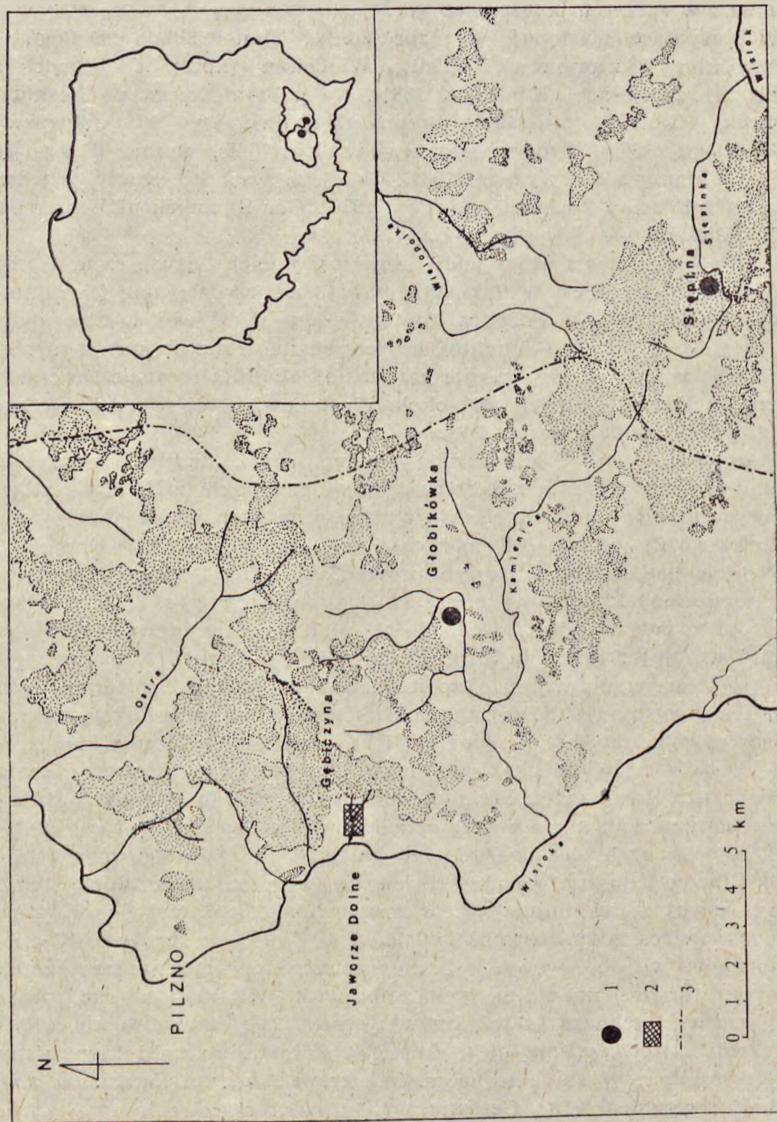 N
PILZNO
Ostra
Jaworze Dolne
Gębiczyna
Głobikówka
Wielopolka
Kamienica
Wisłoka
Stępina
Stępinka
Wisłok
1
2
3
0 1 2 3 4 5 km